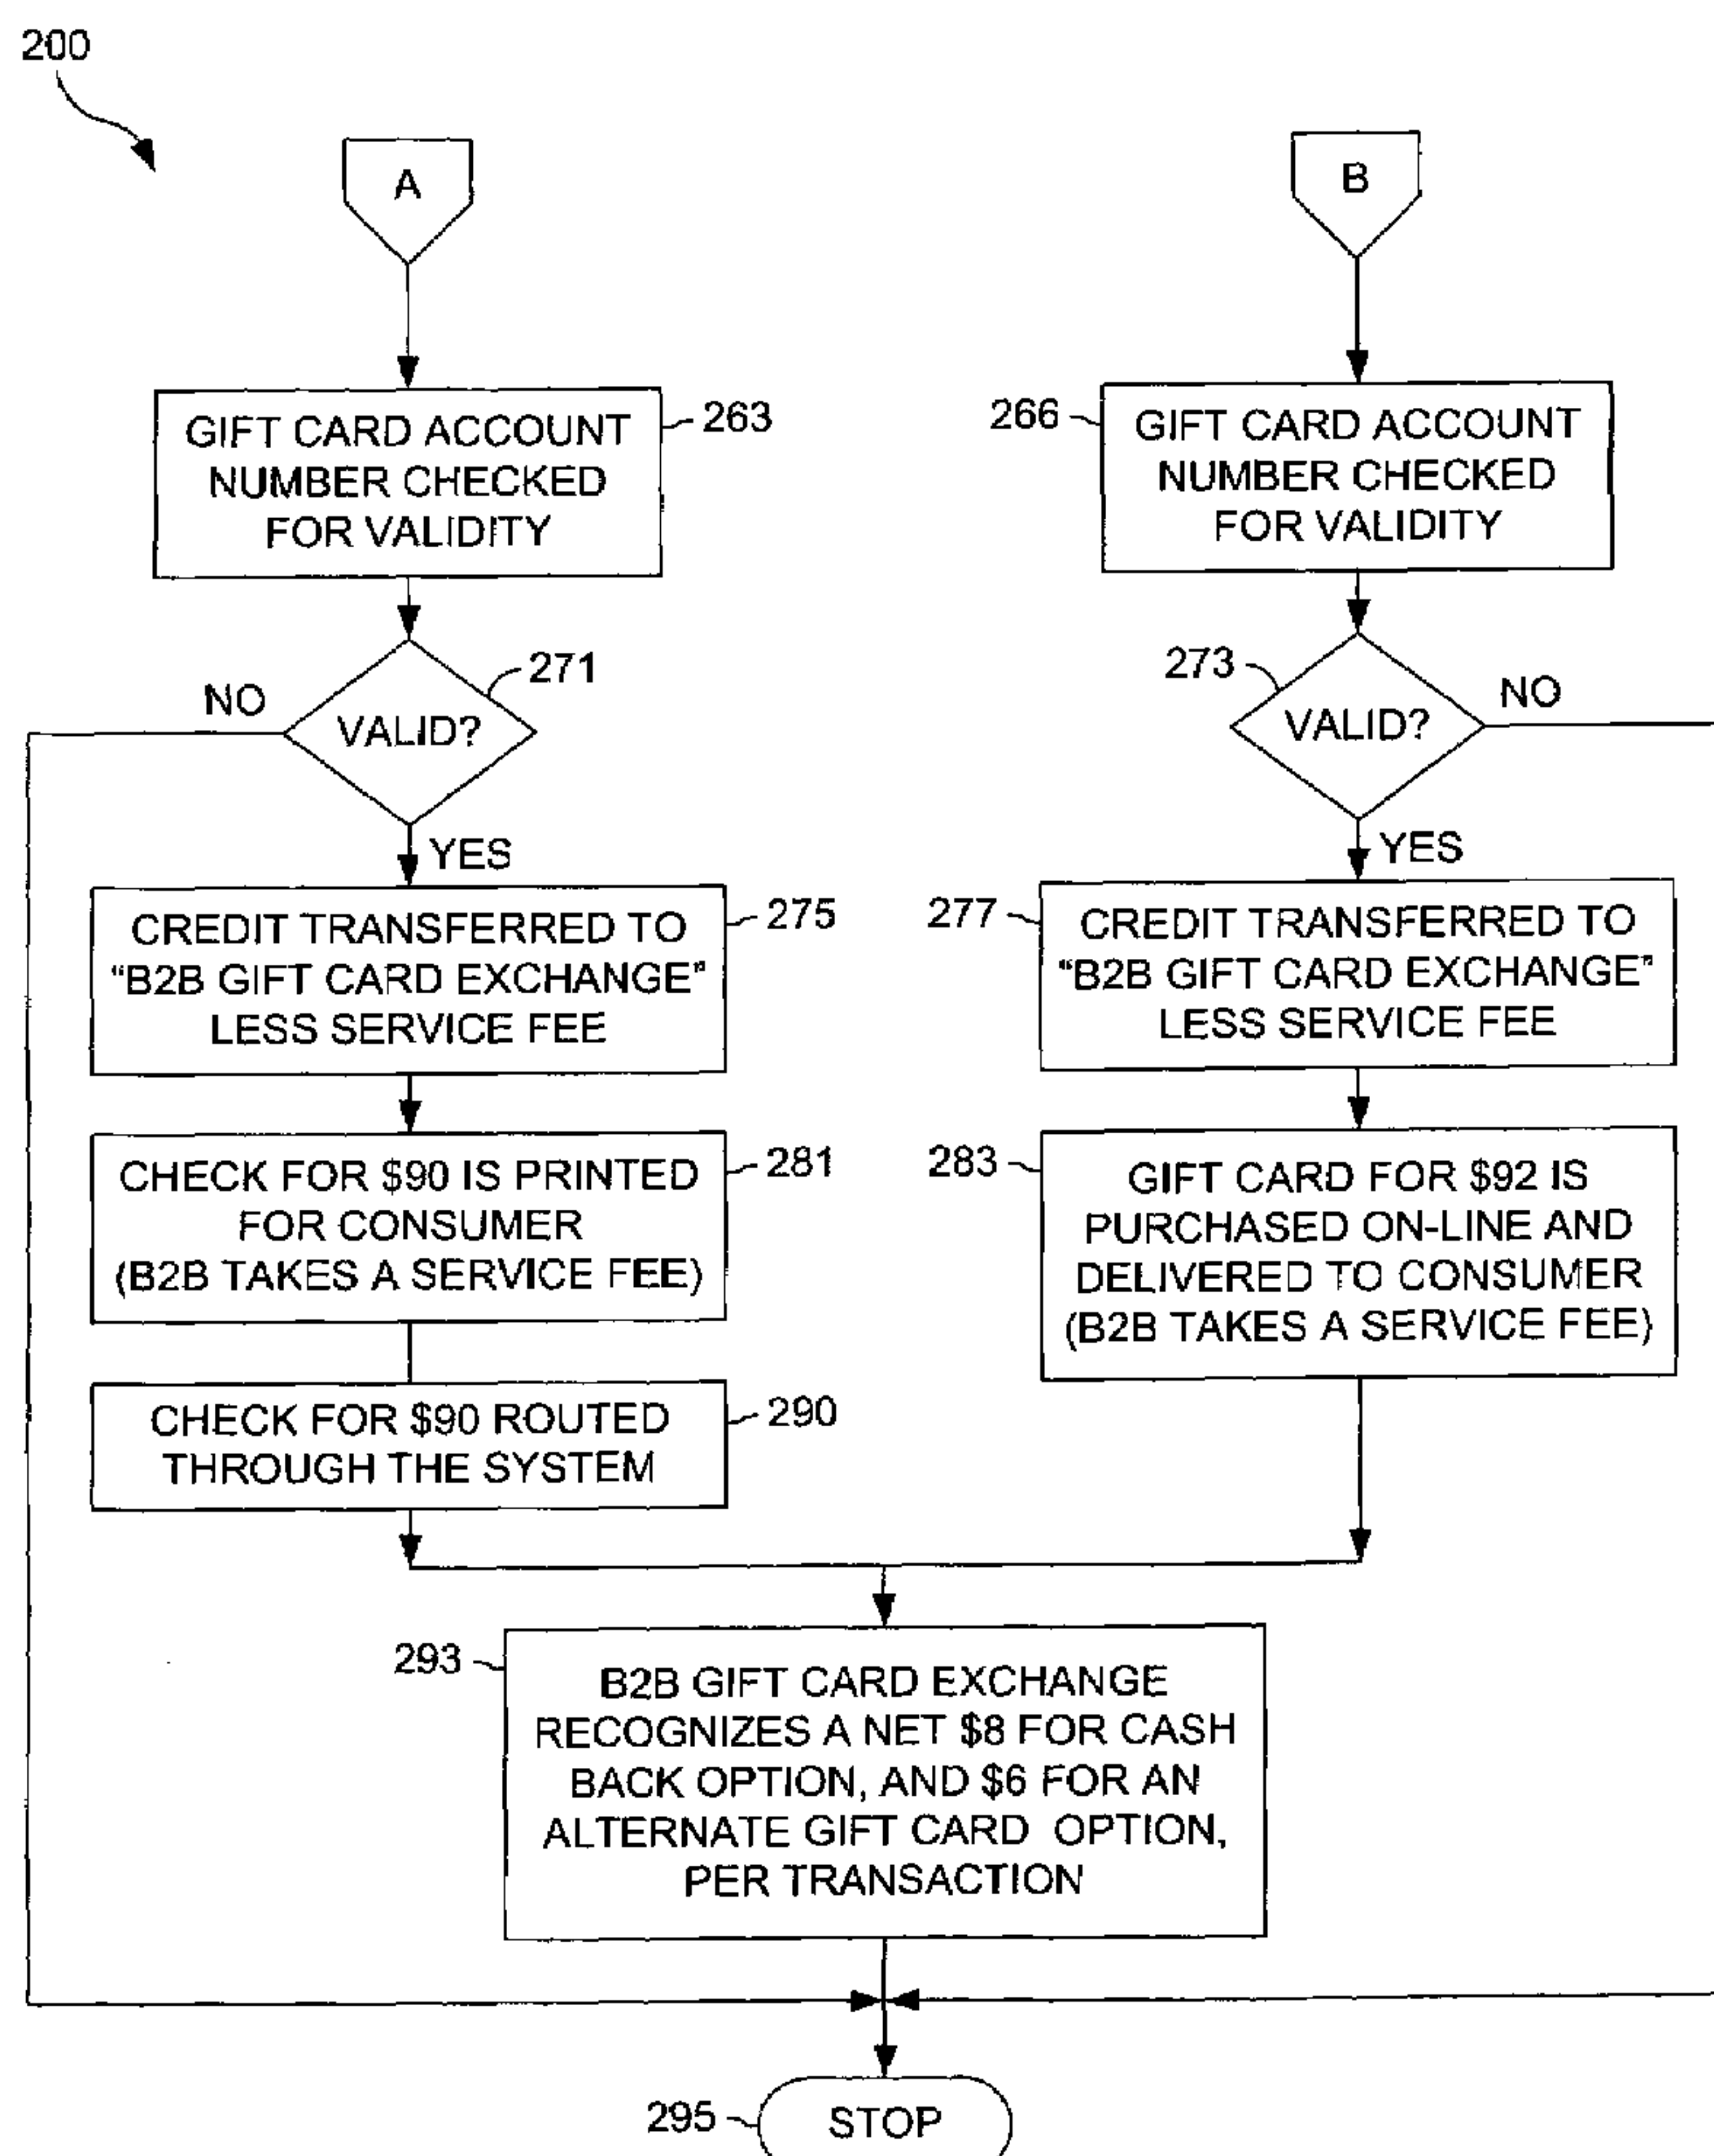 200
A
B
GIFT CARD ACCOUNT
NUMBER CHECKED
FOR VALIDITY
263
266
GIFT CARD ACCOUNT
NUMBER CHECKED
FOR VALIDITY
271
NO
VALID?
YES
273
NO
VALID?
YES
CREDIT TRANSFERRED TO
"B2B GIFT CARD EXCHANGE"
LESS SERVICE FEE
275
277
CREDIT TRANSFERRED TO
"B2B GIFT CARD EXCHANGE"
LESS SERVICE FEE
CHECK FOR $90 IS PRINTED
FOR CONSUMER
(B2B TAKES A SERVICE FEE)
281
283
GIFT CARD FOR $92 IS
PURCHASED ON-LINE AND
DELIVERED TO CONSUMER
(B2B TAKES A SERVICE FEE)
CHECK FOR $90 ROUTED
THROUGH THE SYSTEM
290
293
B2B GIFT CARD EXCHANGE
RECOGNIZES A NET $8 FOR CASH
BACK OPTION, AND $6 FOR AN
ALTERNATE GIFT CARD OPTION,
PER TRANSACTION
295
STOP